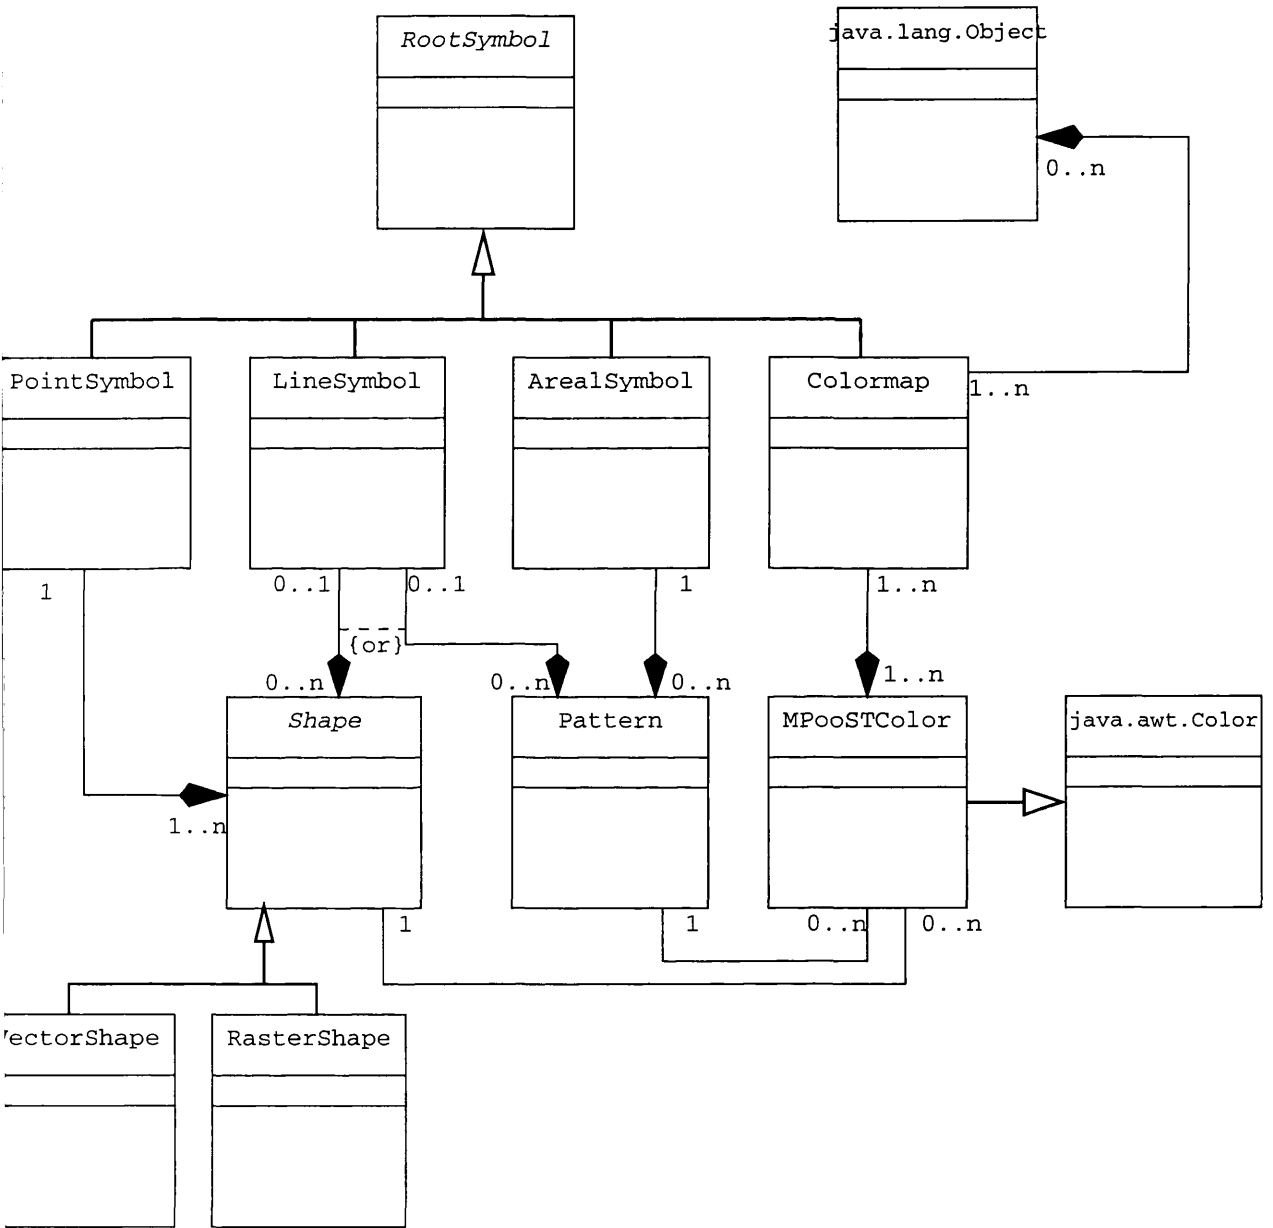 RootSymbol
java.lang.Object
0..n
PointSymbol
LineSymbol
ArealSymbol
Colormap
1..n
1
0..1
0..1
1
1..n
{or}
0..n
0..n
0..n
1..n
Shape
Pattern
MPooSTColor
java.awt.Color
1..n
1
1
0..n
0..n
VectorShape
RasterShape